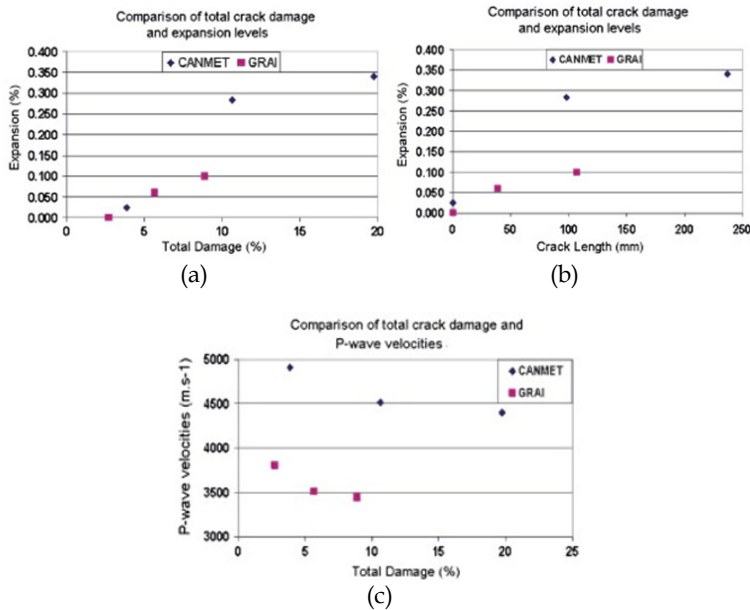 Comparison of total crack damage
and expansion levels
CANMET GRAI
Expansion (%)
0.400
0.350
0.300
0.250
0.200
0.150
0.100
0.050
0.000
0 5 10 15 20
Total Damage (%)
(a)
Comparison of total crack damage
and expansion levels
CANMET GRAI
Expansion (%)
0.400
0.350
0.300
0.250
0.200
0.150
0.100
0.050
0.000
0 50 100 150 200 250
Crack Length (mm)
(b)
Comparison of total crack damage and
P-wave velocities
CANMET
GRAI
P-wave velocities (m.s-1)
5000
4500
4000
3500
3000
0 5 10 15 20 25
Total Damage (%)
(c)